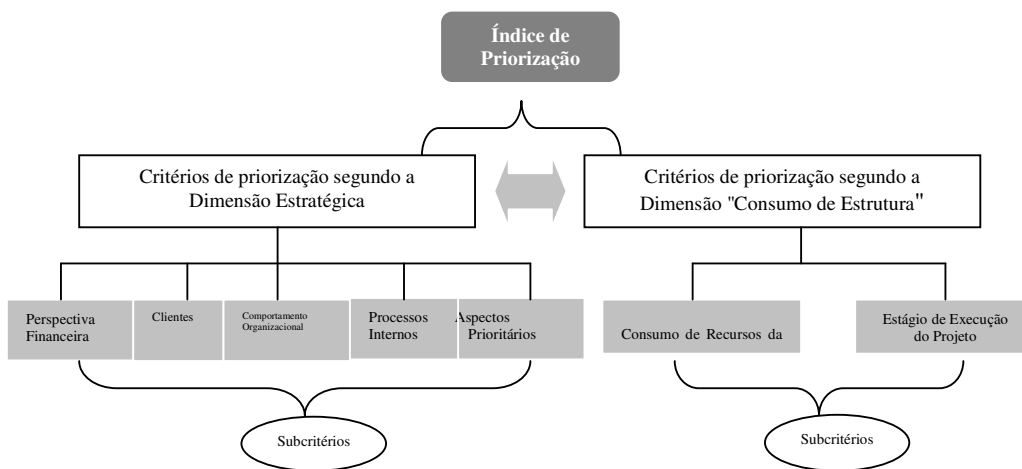 Índice de
Priorização
Critérios de priorização segundo a
Dimensão Estratégica
Critérios de priorização segundo a
Dimensão "Consumo de Estrutura"
Perspectiva
Financeira
Clientes
Comportamento
Organizacional
Processos
Internos
Aspectos
Prioritários
Consumo de Recursos da
Estágio de Execução
do Projeto
Subcritérios
Subcritérios